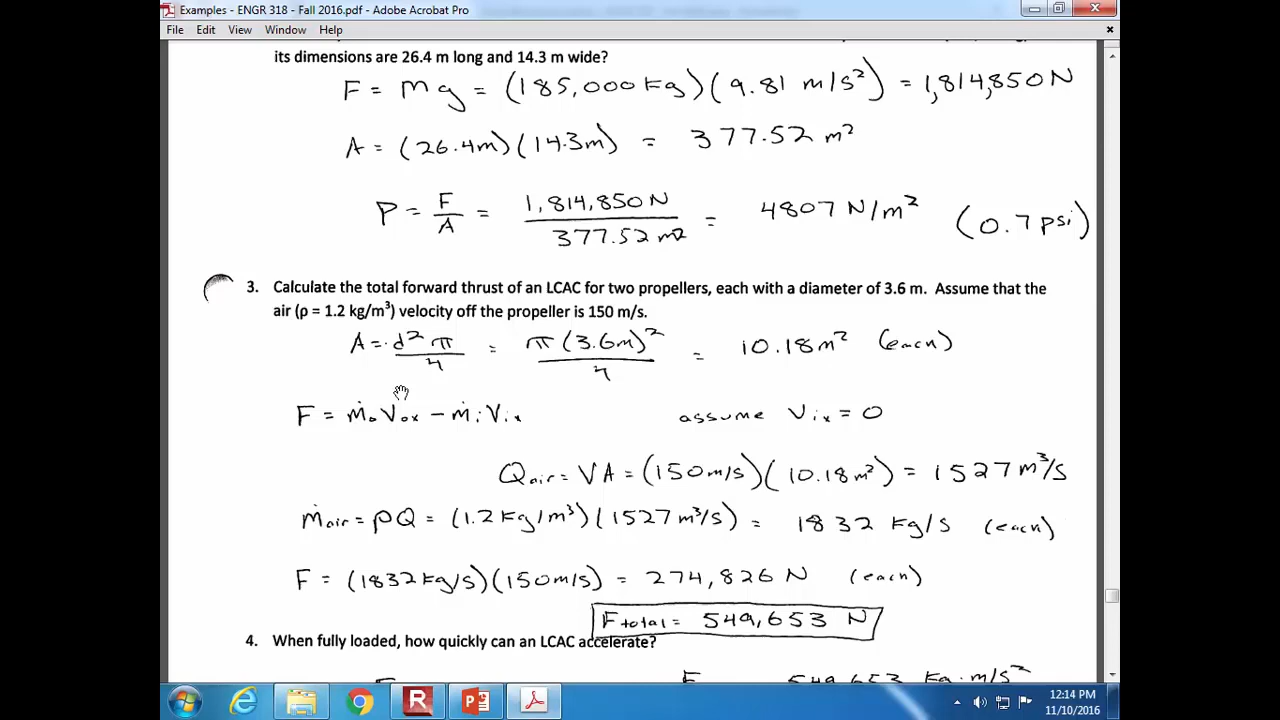 Examples - ENGR 318 - Fall 2016.pdf - Adobe Acrobat Pro
File Edit View Window Help
its dimensions are 26.4 m long and 14.3 m wide?
F = mg = (185,000 kg)(9.81 m/s²) = 1,814,850 N
A = (26.4m)(14.3m) = 377.52 m²
P = F/A = 1,814,850 N / 377.52 m² = 4807 N/m² (0.7 psi)
3. Calculate the total forward thrust of an LCAC for two propellers, each with a diameter of 3.6 m. Assume that the
air (ρ = 1.2 kg/m³) velocity off the propeller is 150 m/s.
A = d²π/4 = π(3.6m)²/4 = 10.18m² (each)
F = ṁₒVₒₓ − ṁᵢVᵢₓ assume Vᵢₓ = 0
Qair = VA = (150m/s)(10.18m²) = 1527 m³/s
ṁair = ρQ = (1.2 kg/m³)(1527 m³/s) = 1832 kg/s (each)
F = (1832 kg/s)(150m/s) = 274,826 N (each)
Ftotal = 549,653 N
4. When fully loaded, how quickly can an LCAC accelerate?
12:14 PM
11/10/2016